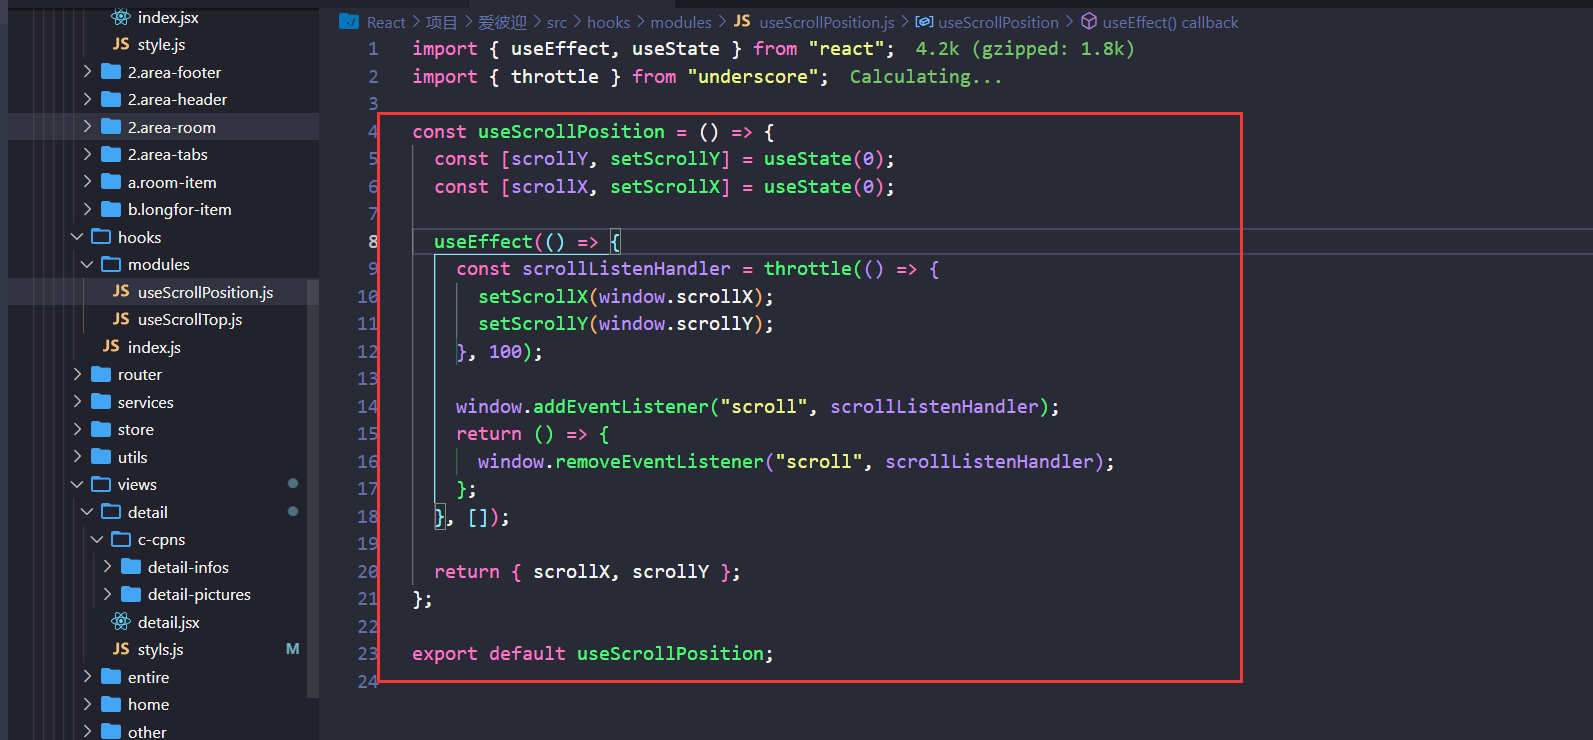 index.jsx
JS style.js
2.area-footer
2.area-header
2.area-room
2.area-tabs
a.room-item
b.longfor-item
hooks
modules
JS useScrollPosition.js
JS useScrollTop.js
JS index.js
router
services
store
utils
views
detail
c-cpns
detail-infos
detail-pictures
detail.jsx
JS styls.js M
entire
home
other
React > 项目 > 爱彼迎 > src > hooks > modules > JS useScrollPosition.js > useScrollPosition > useEffect() callback
1 import { useEffect, useState } from "react"; 4.2k (gzipped: 1.8k)
2 import { throttle } from "underscore"; Calculating...
3
4 const useScrollPosition = () => {
5 const [scrollY, setScrollY] = useState(0);
6 const [scrollX, setScrollX] = useState(0);
7
8 useEffect(() => {
9 const scrollListenHandler = throttle(() => {
10 setScrollX(window.scrollX);
11 setScrollY(window.scrollY);
12 }, 100);
13
14 window.addEventListener("scroll", scrollListenHandler);
15 return () => {
16 window.removeEventListener("scroll", scrollListenHandler);
17 };
18 }, []);
19
20 return { scrollX, scrollY };
21 };
22
23 export default useScrollPosition;
24